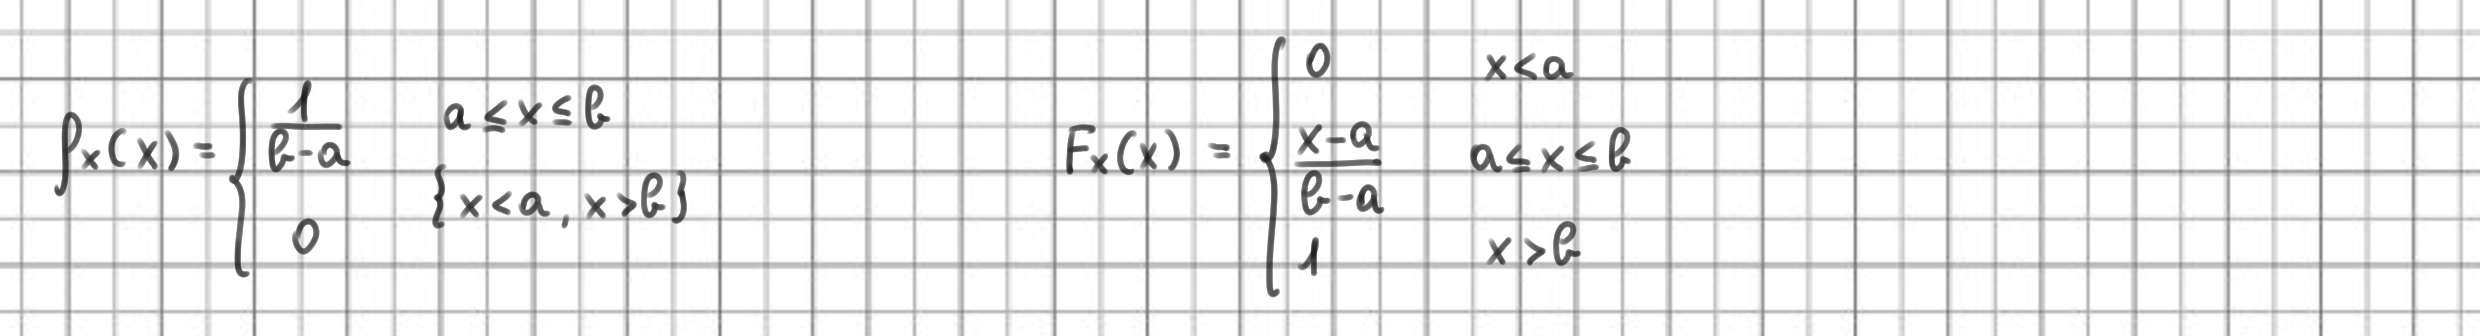 fₓ(x) = { 1/(b-a)   a ≤ x ≤ b
0   {x<a, x>b}
Fₓ(x) = { 0   x<a
(x-a)/(b-a)   a ≤ x ≤ b
1   x>b